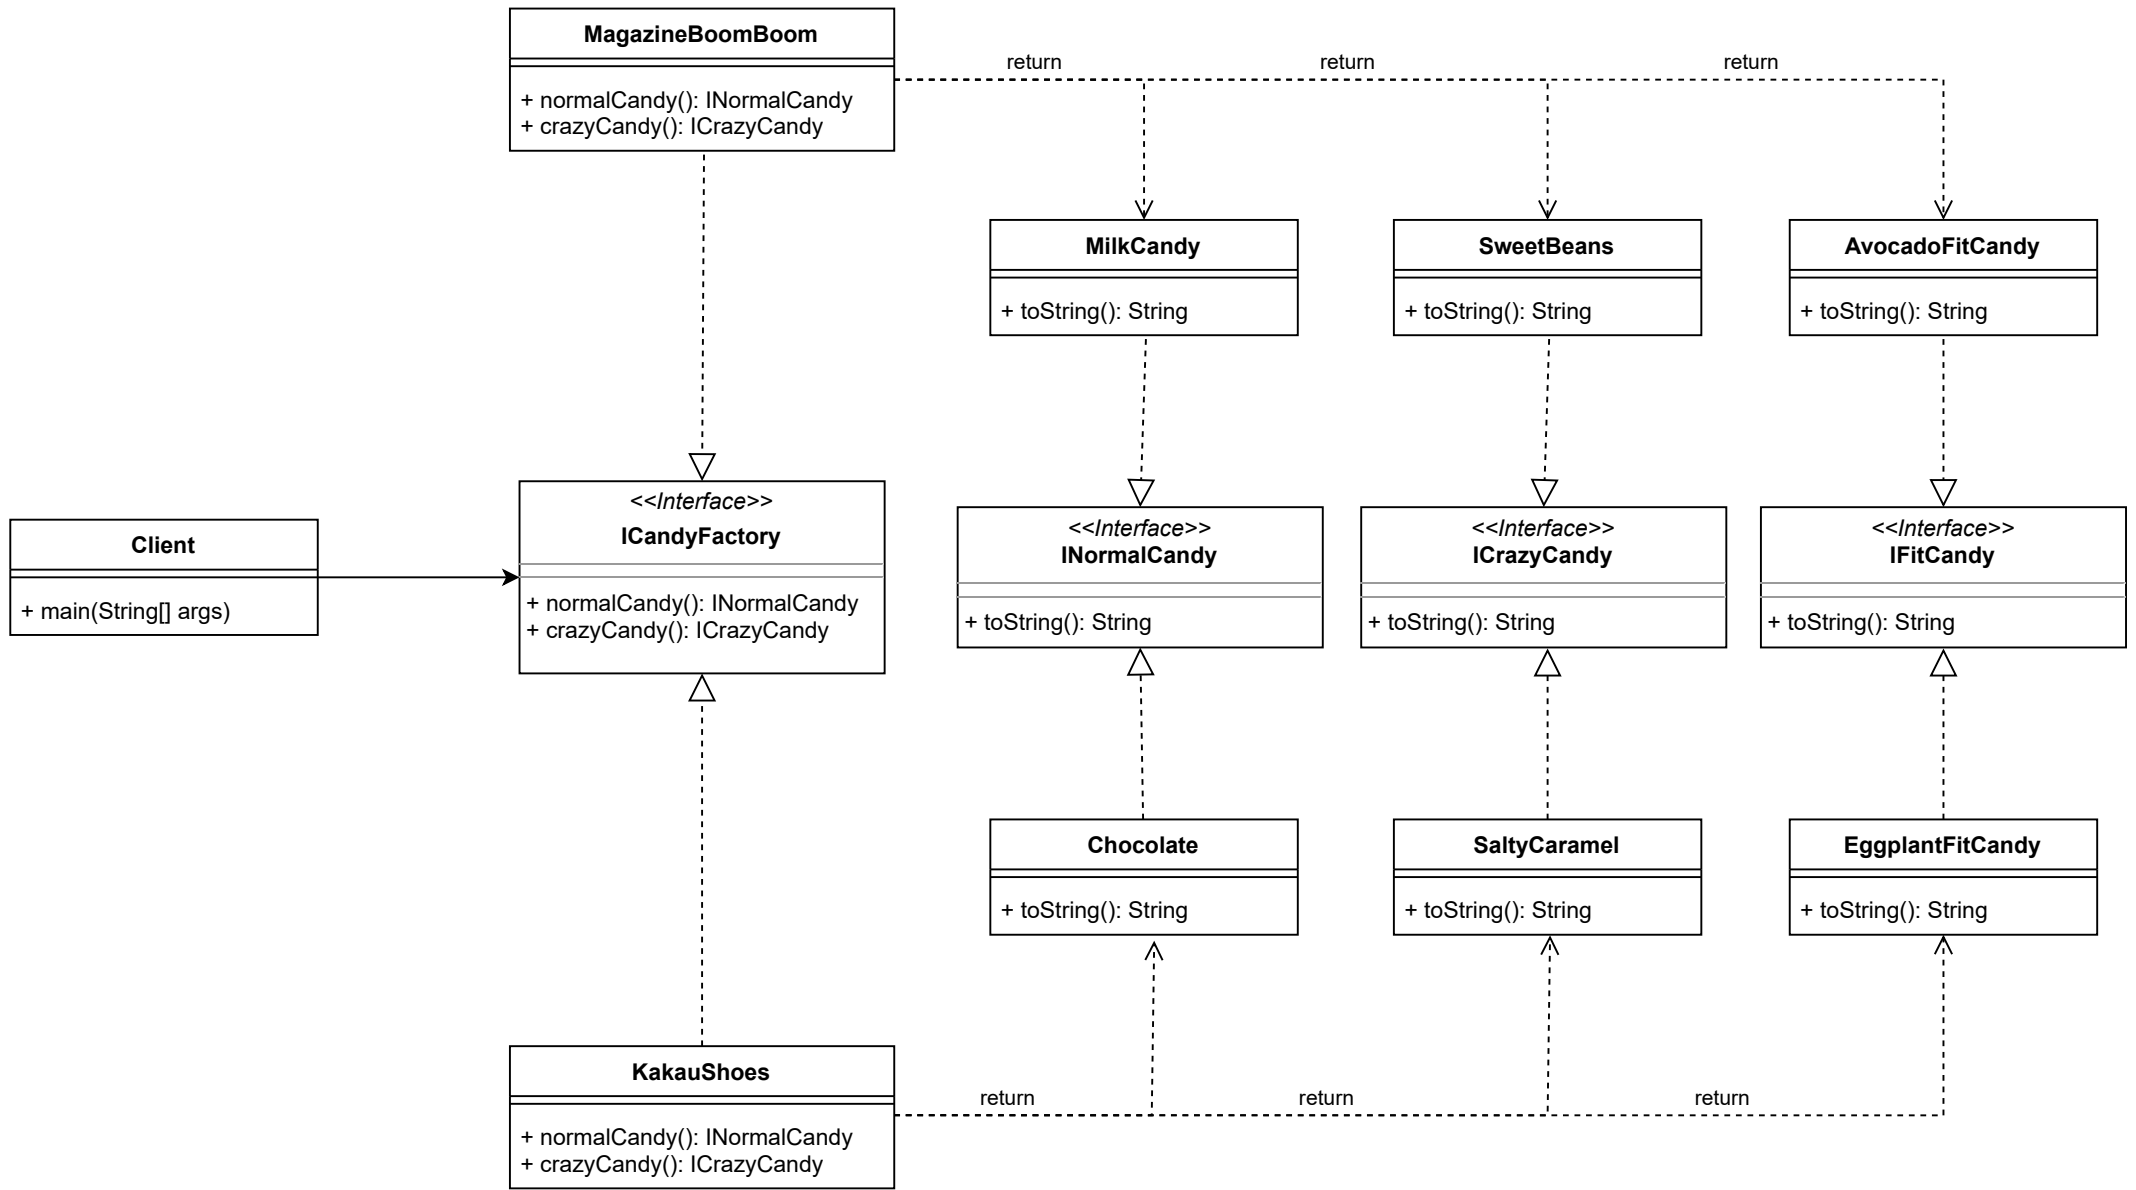 MagazineBoomBoom
+ normalCandy(): INormalCandy
+ crazyCandy(): ICrazyCandy
return
return
return
MilkCandy
+ toString(): String
SweetBeans
+ toString(): String
AvocadoFitCandy
+ toString(): String
Client
+ main(String[] args)
<<Interface>>
ICandyFactory
+ normalCandy(): INormalCandy
+ crazyCandy(): ICrazyCandy
<<Interface>>
INormalCandy
+ toString(): String
<<Interface>>
ICrazyCandy
+ toString(): String
<<Interface>>
IFitCandy
+ toString(): String
Chocolate
+ toString(): String
SaltyCaramel
+ toString(): String
EggplantFitCandy
+ toString(): String
KakauShoes
+ normalCandy(): INormalCandy
+ crazyCandy(): ICrazyCandy
return
return
return